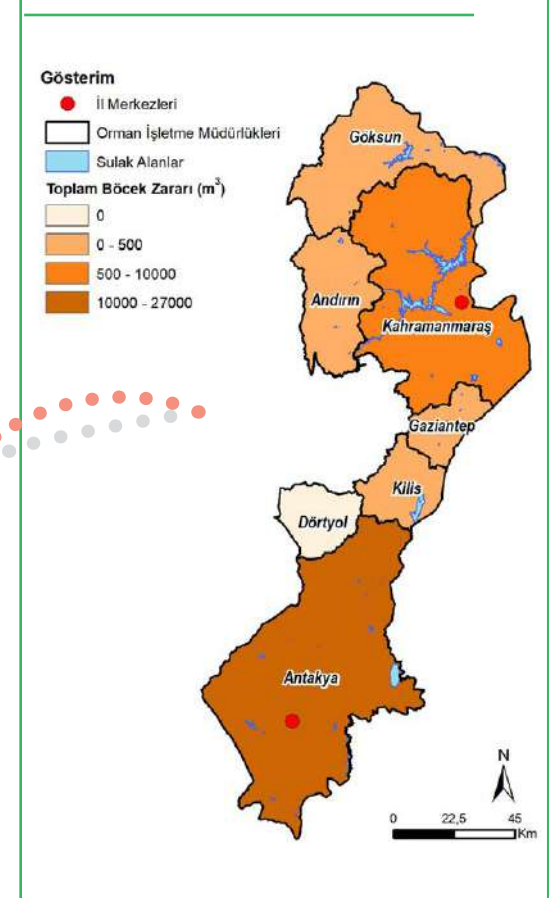 Gösterim
İl Merkezleri
Orman İşletme Müdürlükleri
Sulak Alanlar
Toplam Böcek Zararı (m³)
0
0 - 500
500 - 10000
10000 - 27000
Göksun
Andırın
Kahramanmaraş
Gaziantep
Kilis
Dörtyol
Antakya
N
0 22,5 45
Km